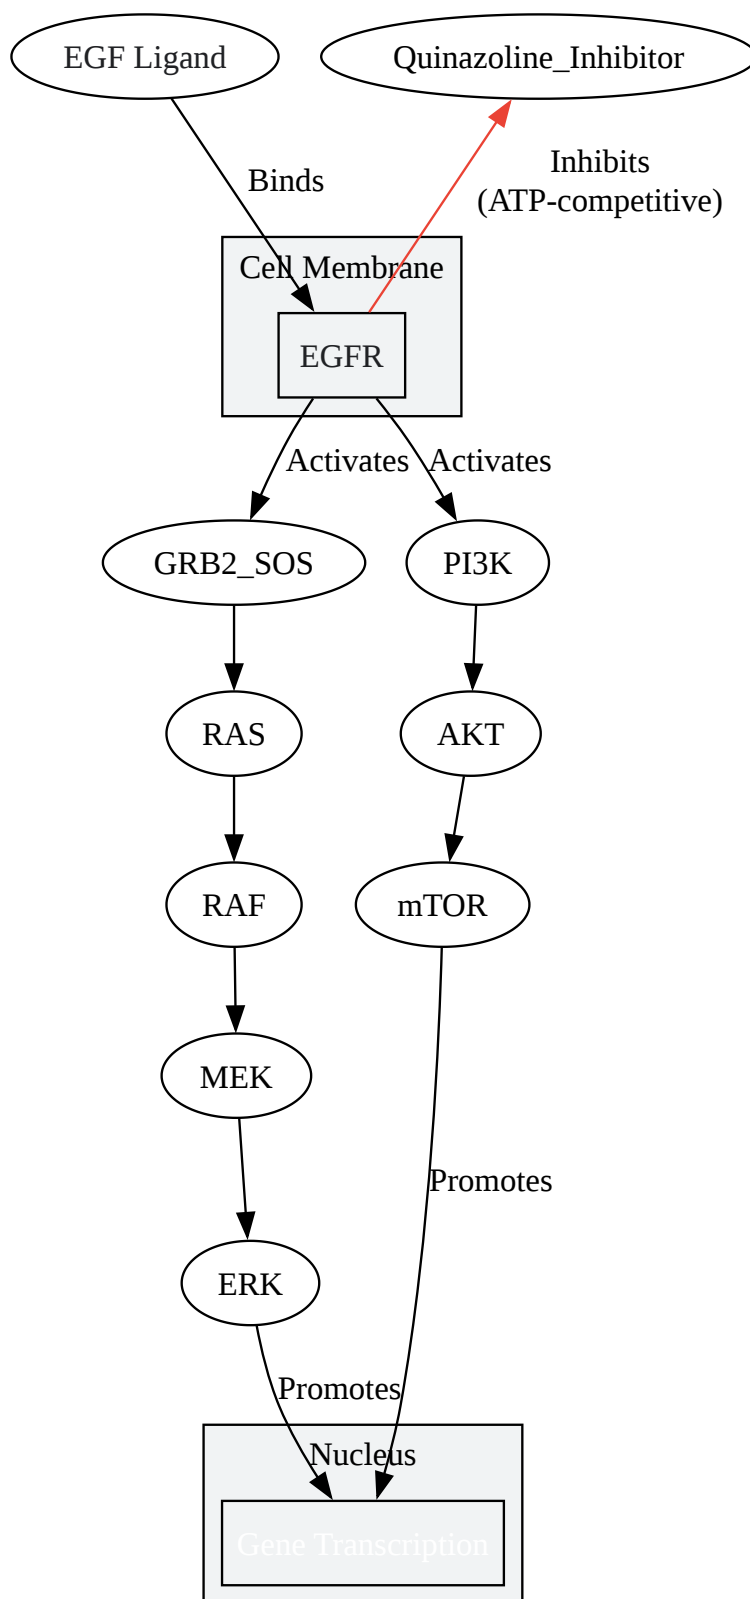 EGF Ligand
Quinazoline_Inhibitor
Binds
Inhibits
(ATP-competitive)
Cell Membrane
EGFR
Activates
Activates
GRB2_SOS
PI3K
RAS
AKT
RAF
mTOR
MEK
Promotes
ERK
Promotes
Nucleus
Gene Transcription